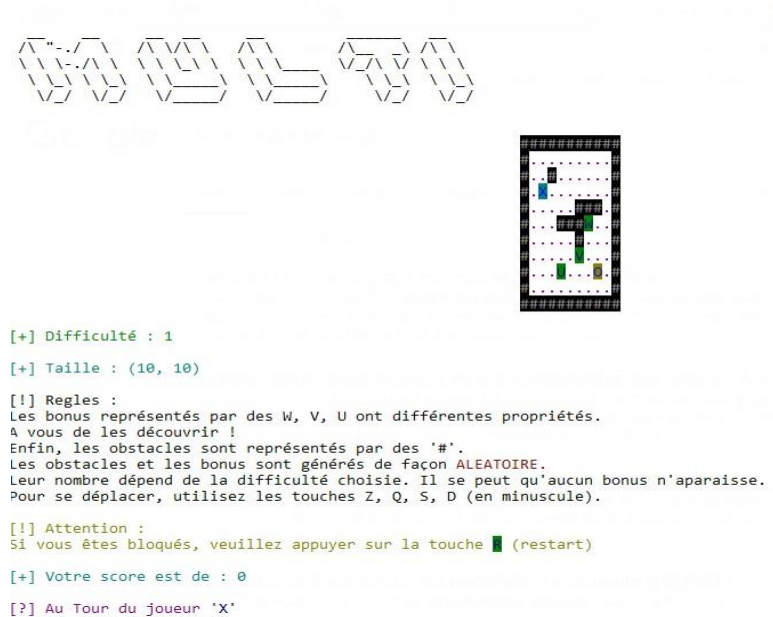 MULTI
###########
#.........#
#..#......#
#.X.......#
#.....###.#
#...###W..#
#.....#...#
#.....V...#
#...U...O.#
#.........#
###########
[+] Difficulté : 1
[+] Taille : (10, 10)
[!] Regles :
Les bonus représentés par des W, V, U ont différentes propriétés.
A vous de les découvrir !
Enfin, les obstacles sont représentés par des '#'.
Les obstacles et les bonus sont générés de façon ALEATOIRE.
Leur nombre dépend de la difficulté choisie. Il se peut qu'aucun bonus n'aparaisse.
Pour se déplacer, utilisez les touches Z, Q, S, D (en minuscule).
[!] Attention :
Si vous êtes bloqués, veuillez appuyer sur la touche R (restart)
[+] Votre score est de : 0
[?] Au Tour du joueur 'X'